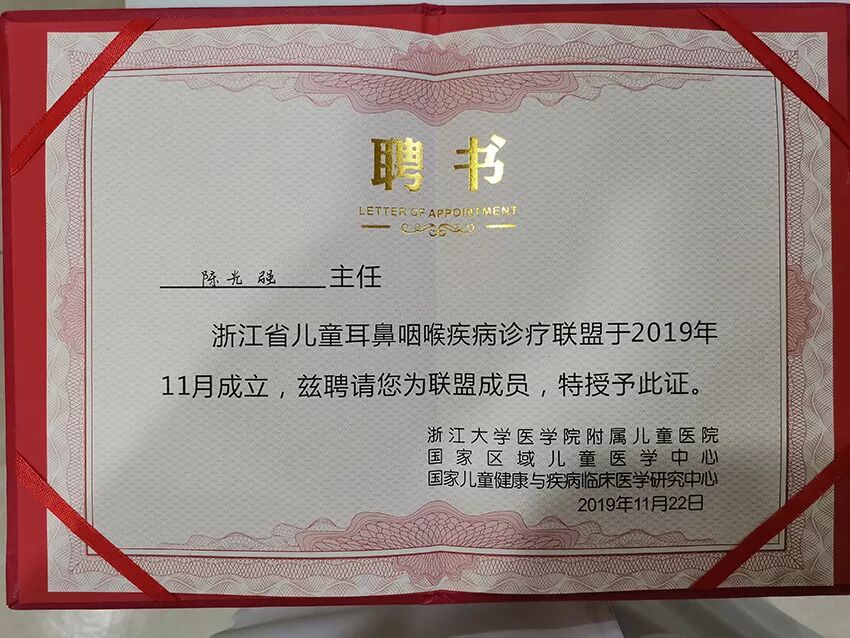 聘书
LETTER OF APPOINTMENT
陈光强 主任
浙江省儿童耳鼻咽喉疾病诊疗联盟于2019年
11月成立，兹聘请您为联盟成员，特授予此证。
浙江大学医学院附属儿童医院
国家区域儿童医学中心
国家儿童健康与疾病临床医学研究中心
2019年11月22日